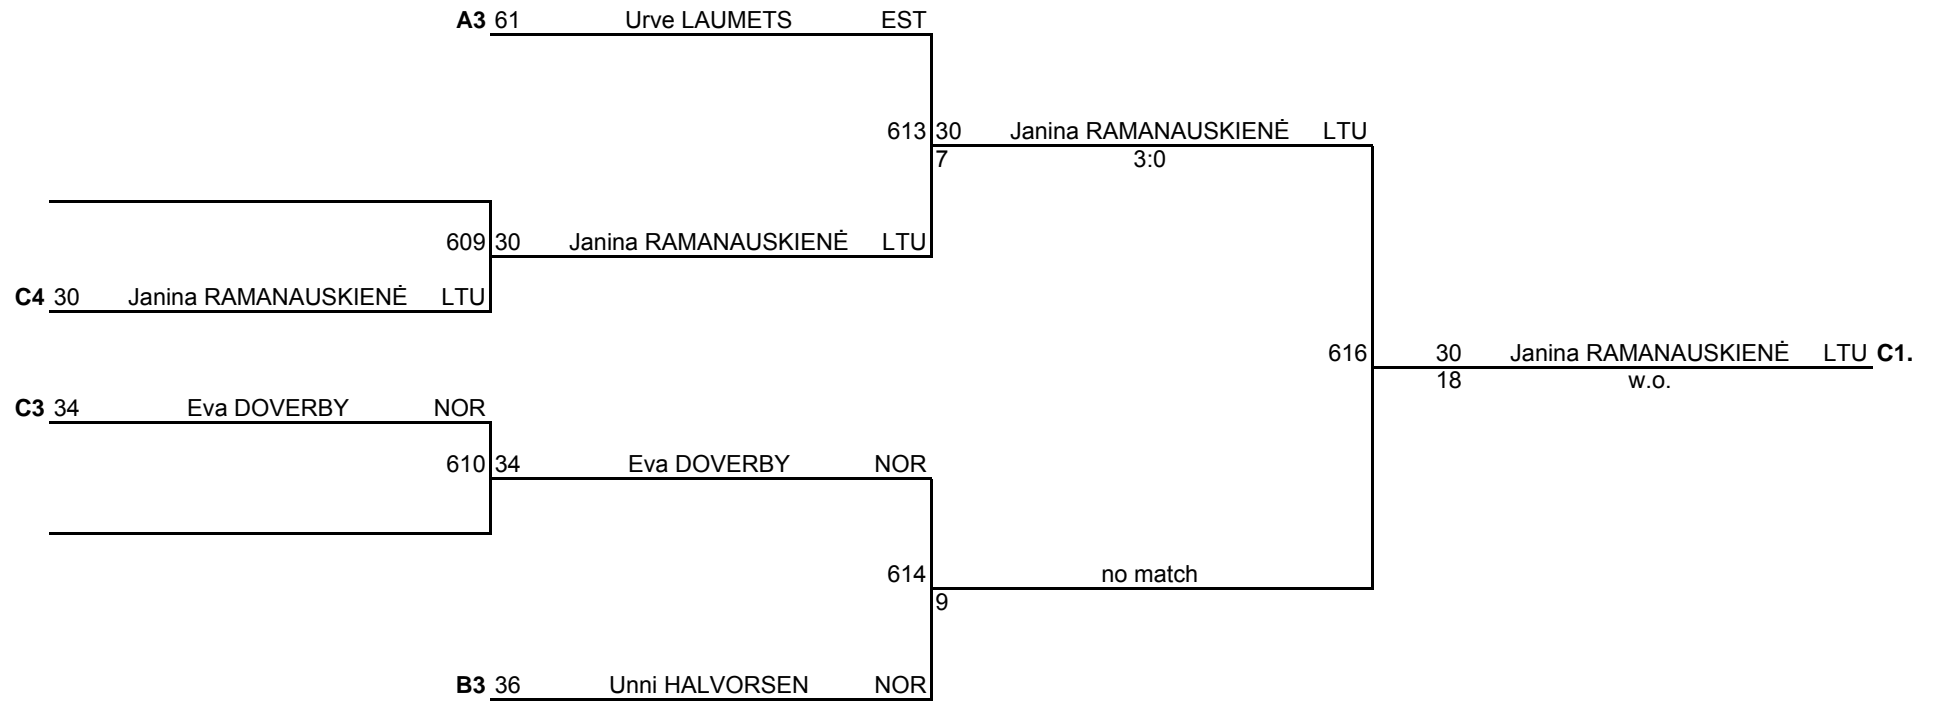 A3 61 Urve LAUMETS EST
613 30 Janina RAMANAUSKIENĖ LTU
7 3:0
609 30 Janina RAMANAUSKIENĖ LTU
C4 30 Janina RAMANAUSKIENĖ LTU
616 30 Janina RAMANAUSKIENĖ LTU C1.
18 w.o.
C3 34 Eva DOVERBY NOR
610 34 Eva DOVERBY NOR
614 no match
9
B3 36 Unni HALVORSEN NOR